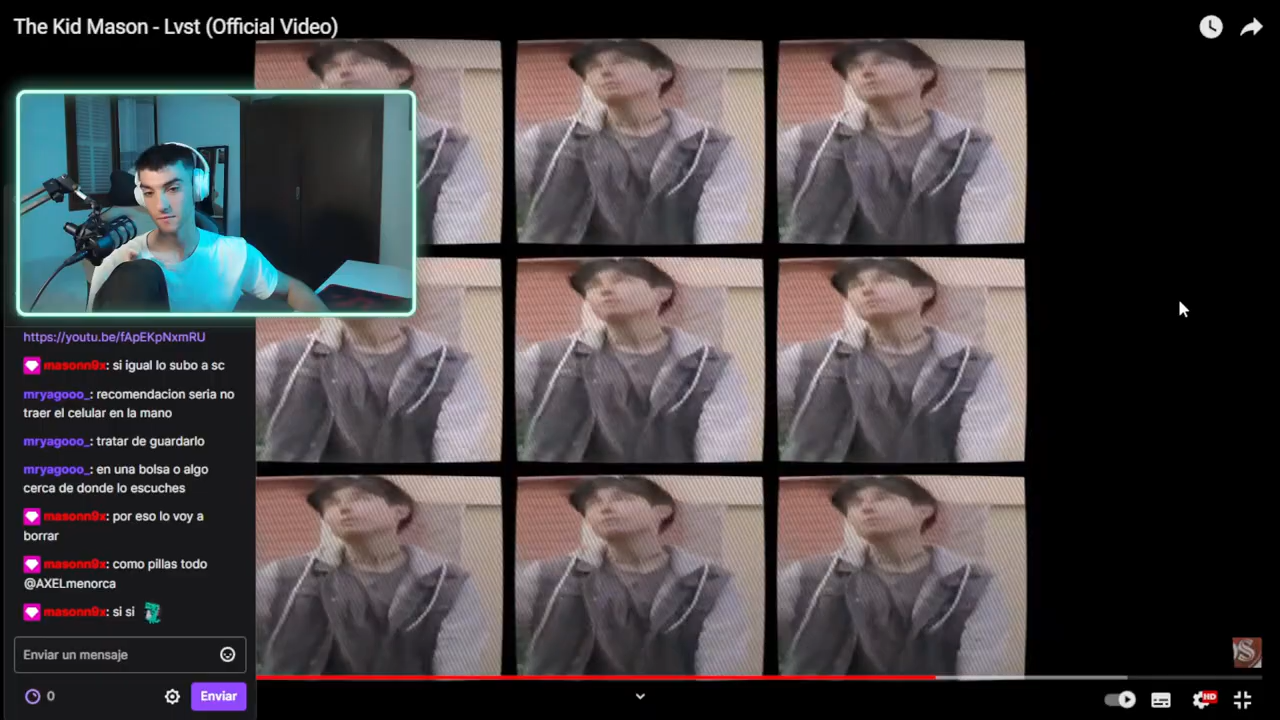 The Kid Mason - Lvst (Official Video)
https://youtu.be/fApEKpNxmRU
masonn9x: si igual lo subo a sc
mryagooo_: recomendacion seria no
traer el celular en la mano
mryagooo_: tratar de guardarlo
mryagooo_: en una bolsa o algo
cerca de donde lo escuches
masonn9x: por eso lo voy a
borrar
masonn9x: como pillas todo
@AXELmenorca
masonn9x: si si
Enviar un mensaje
0
Enviar
HD
S